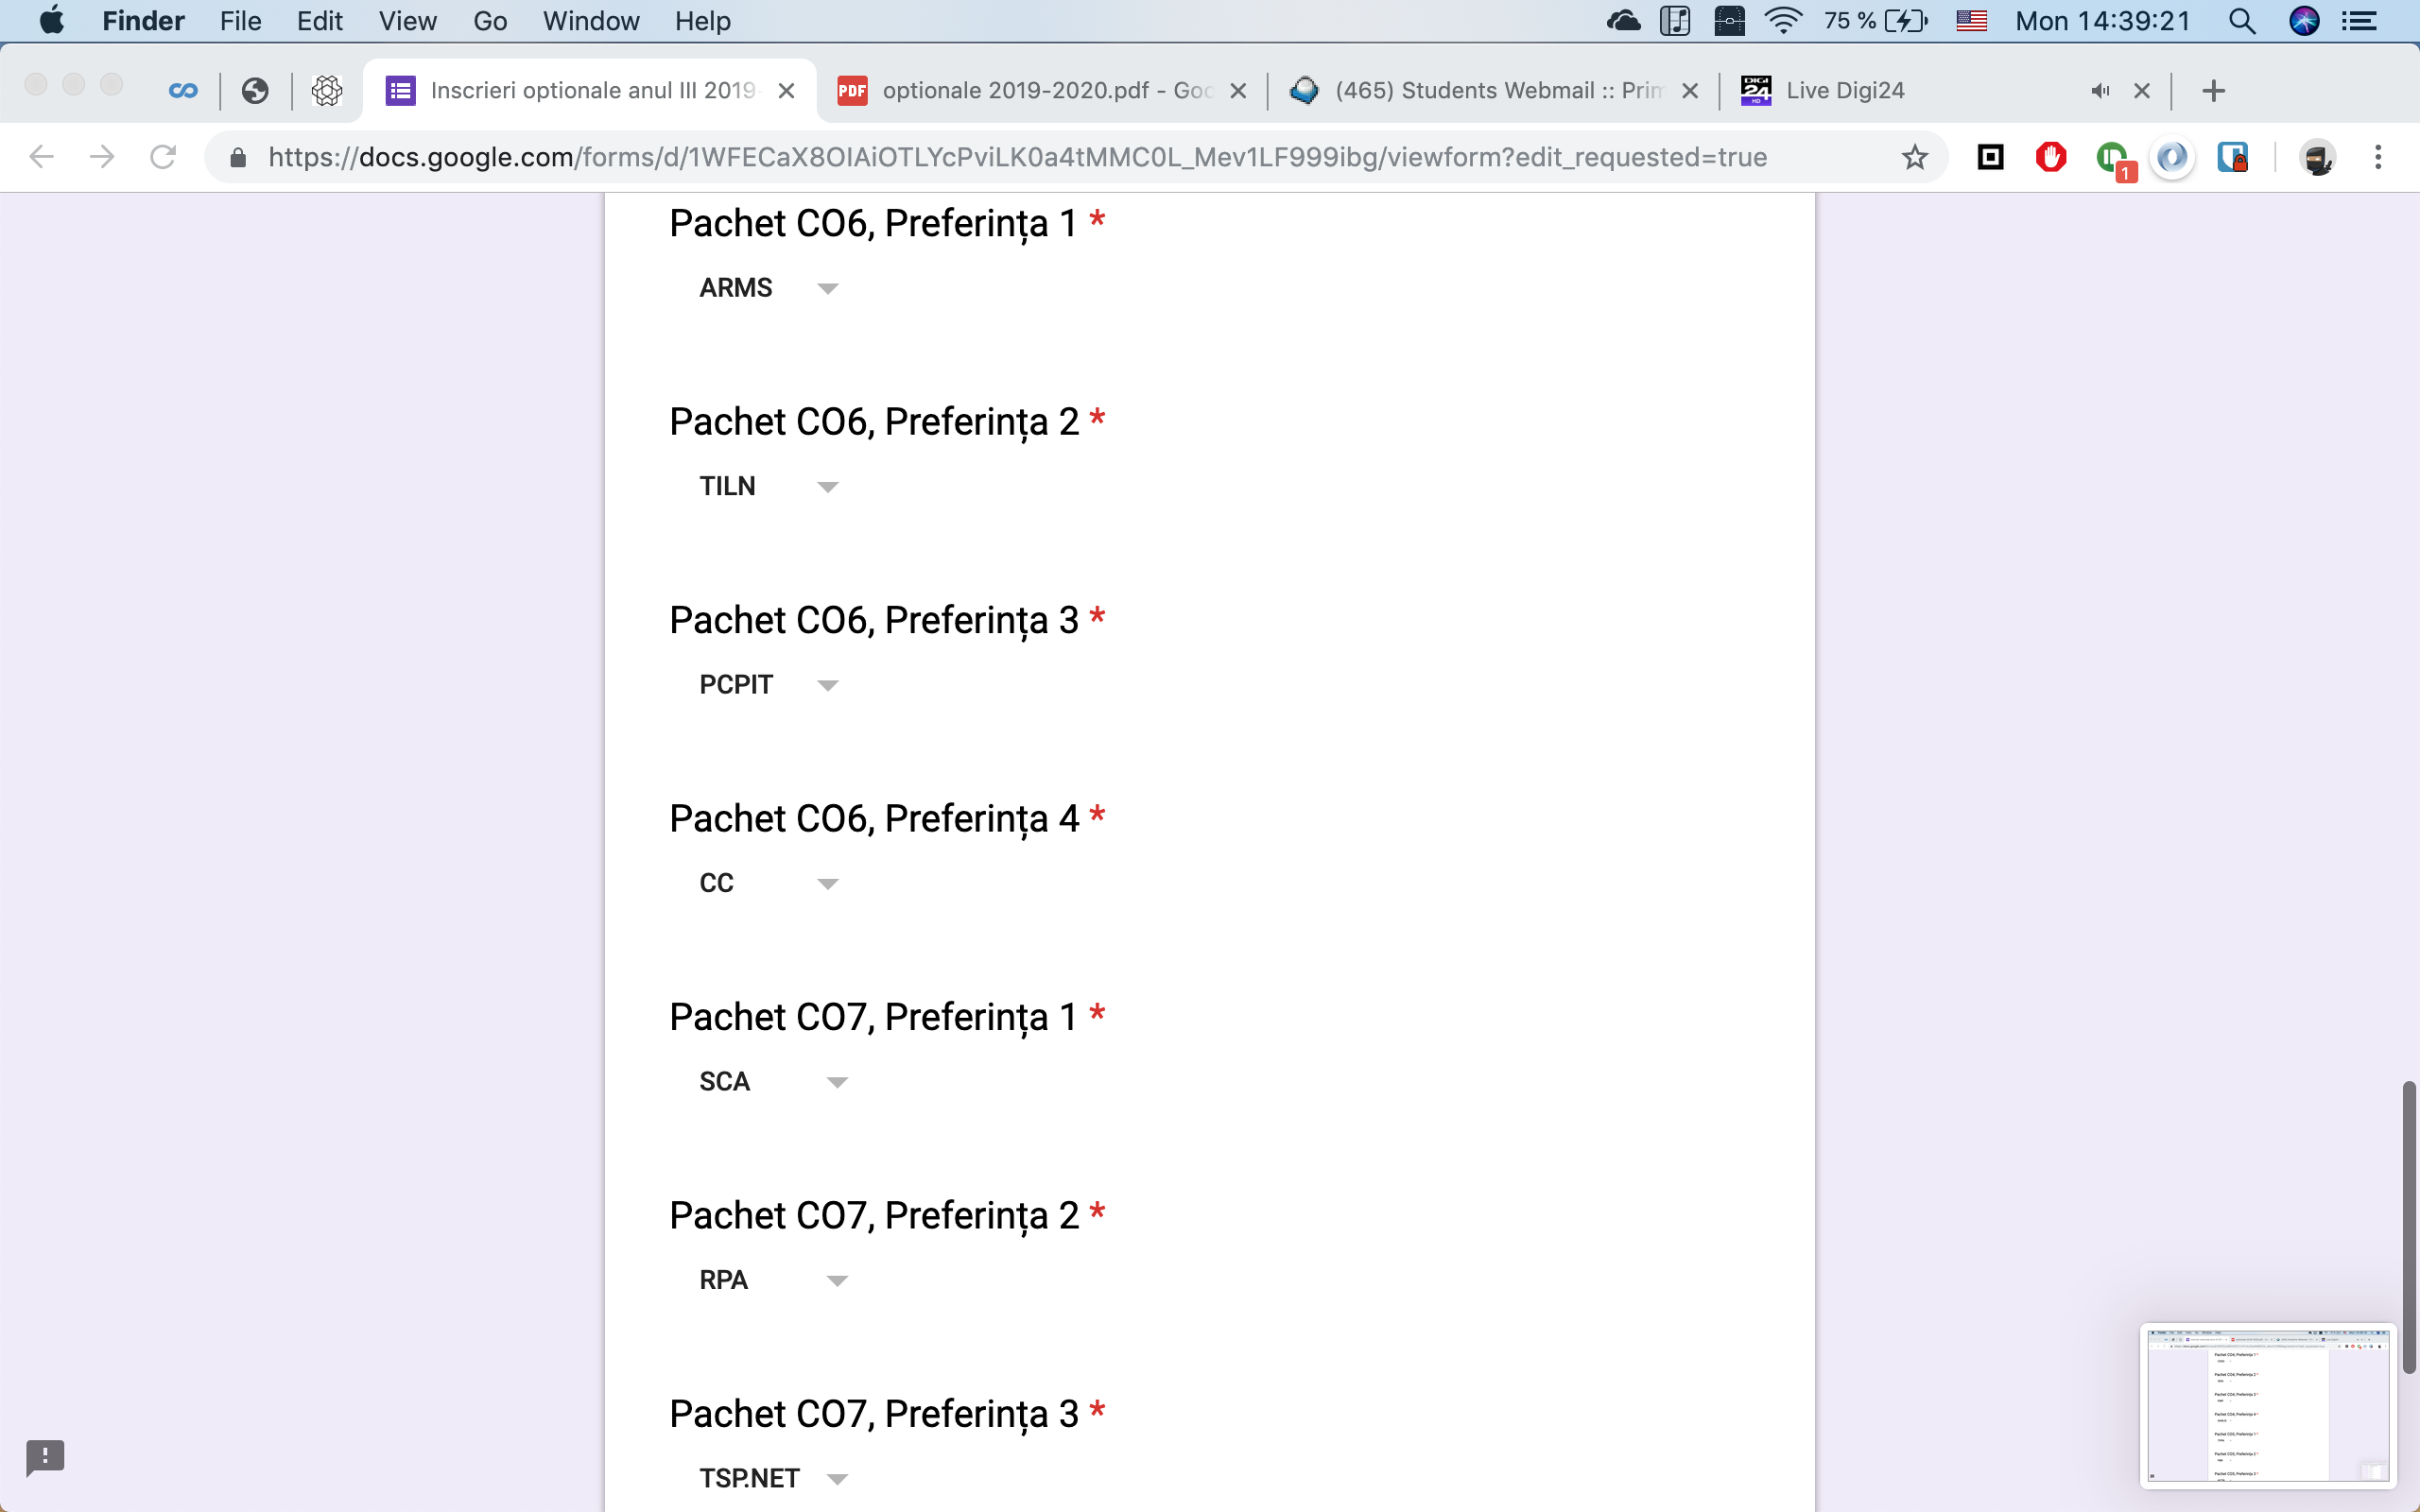 Finder File Edit View Go Window Help 75 % Mon 14:39:21
Inscrieri optionale anul III 2019- optionale 2019-2020.pdf - Goo (465) Students Webmail :: Prim Live Digi24
https://docs.google.com/forms/d/1WFECaX8OIAiOTLYcPviLK0a4tMMC0L_Mev1LF999ibg/viewform?edit_requested=true 1
Pachet CO6, Preferința 1 *
ARMS
Pachet CO6, Preferința 2 *
TILN
Pachet CO6, Preferința 3 *
PCPIT
Pachet CO6, Preferința 4 *
CC
Pachet CO7, Preferința 1 *
SCA
Pachet CO7, Preferința 2 *
RPA
Pachet CO7, Preferința 3 *
TSP.NET